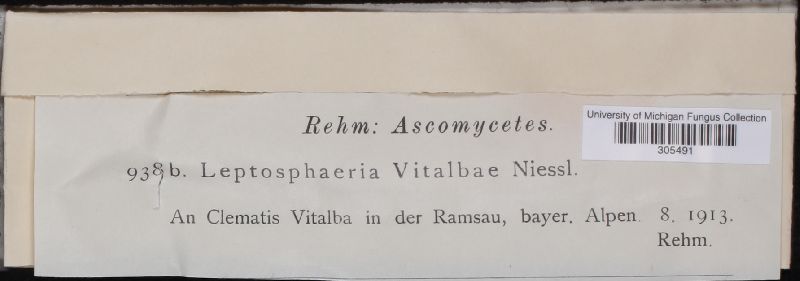 Rehm: Ascomycetes.
University of Michigan Fungus Collection
305491
938b. Leptosphaeria Vitalbae Niessl.
An Clematis Vitalba in der Ramsau, bayer. Alpen. 8. 1913.
Rehm.